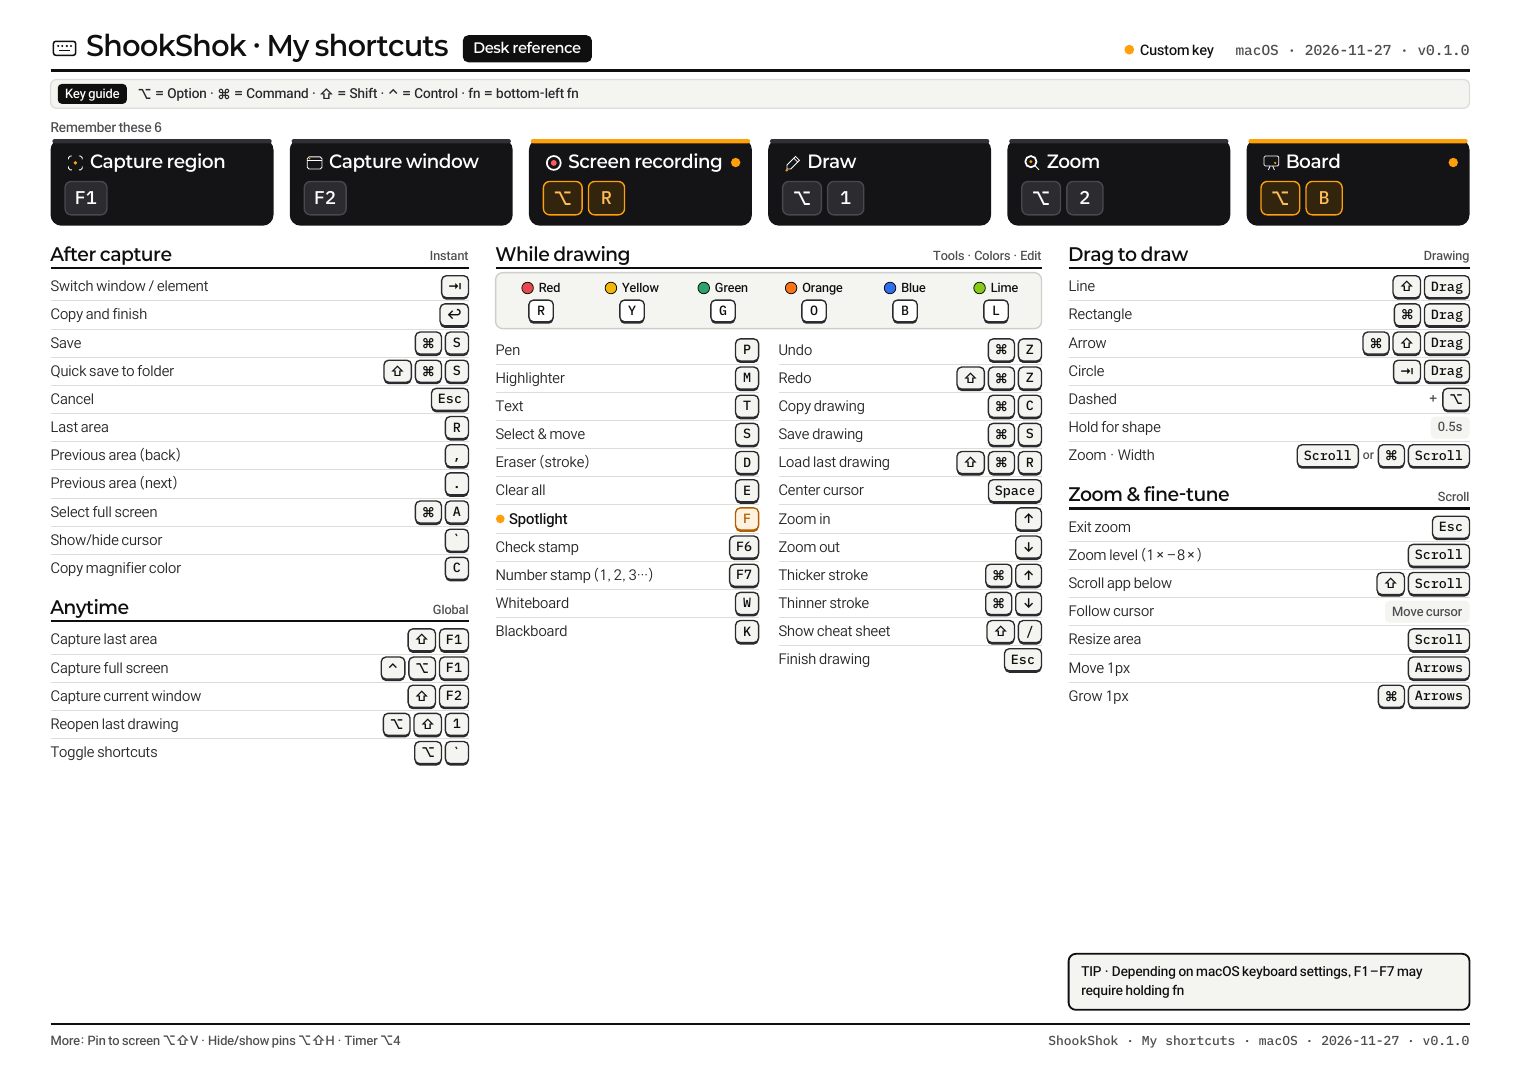 ShookShok · My shortcuts
Desk reference
Custom key
macOS · 2026-11-27 · v0.1.0
Key guide
⌥ = Option · ⌘ = Command · ⇧ = Shift · ⌃ = Control · fn = bottom-left fn
Remember these 6
Capture region
F1
Capture window
F2
Screen recording
⌥ R
Draw
⌥ 1
Zoom
⌥ 2
Board
⌥ B
After capture Instant
Switch window / element ⇥
Copy and finish ↩
Save ⌘ S
Quick save to folder ⇧ ⌘ S
Cancel Esc
Last area R
Previous area (back) ,
Previous area (next) .
Select full screen ⌘ A
Show/hide cursor `
Copy magnifier color C
Anytime Global
Capture last area ⇧ F1
Capture full screen ⌃ ⌥ F1
Capture current window ⇧ F2
Reopen last drawing ⌥ ⇧ 1
Toggle shortcuts ⌥ `
While drawing Tools · Colors · Edit
Red Yellow Green Orange Blue Lime
R Y G O B L
Pen P
Highlighter M
Text T
Select & move S
Eraser (stroke) D
Clear all E
Spotlight F
Check stamp F6
Number stamp (1, 2, 3···) F7
Whiteboard W
Blackboard K
Undo ⌘ Z
Redo ⇧ ⌘ Z
Copy drawing ⌘ C
Save drawing ⌘ S
Load last drawing ⇧ ⌘ R
Center cursor Space
Zoom in ↑
Zoom out ↓
Thicker stroke ⌘ ↑
Thinner stroke ⌘ ↓
Show cheat sheet ⇧ /
Finish drawing Esc
Drag to draw Drawing
Line ⇧ Drag
Rectangle ⌘ Drag
Arrow ⌘ ⇧ Drag
Circle ⇥ Drag
Dashed + ⌥
Hold for shape 0.5s
Zoom · Width Scroll or ⌘ Scroll
Zoom & fine-tune Scroll
Exit zoom Esc
Zoom level (1×–8×) Scroll
Scroll app below ⇧ Scroll
Follow cursor Move cursor
Resize area Scroll
Move 1px Arrows
Grow 1px ⌘ Arrows
TIP · Depending on macOS keyboard settings, F1–F7 may
require holding fn
More: Pin to screen ⌥⇧V · Hide/show pins ⌥⇧H · Timer ⌥4
ShookShok · My shortcuts · macOS · 2026-11-27 · v0.1.0